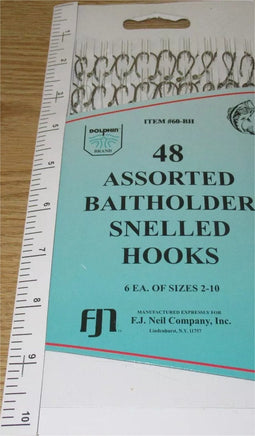 ITEM #60-BH
DOLPHIN
BRAND
48
ASSORTED
BAITHOLDER
SNELLED
HOOKS
6 EA. OF SIZES 2-10
FJN
MANUFACTURED EXPRESSLY FOR
F.J. Neil Company, Inc.
Lindenhurst, N.Y. 11757
1
2
3
4
5
6
7
8
9
10